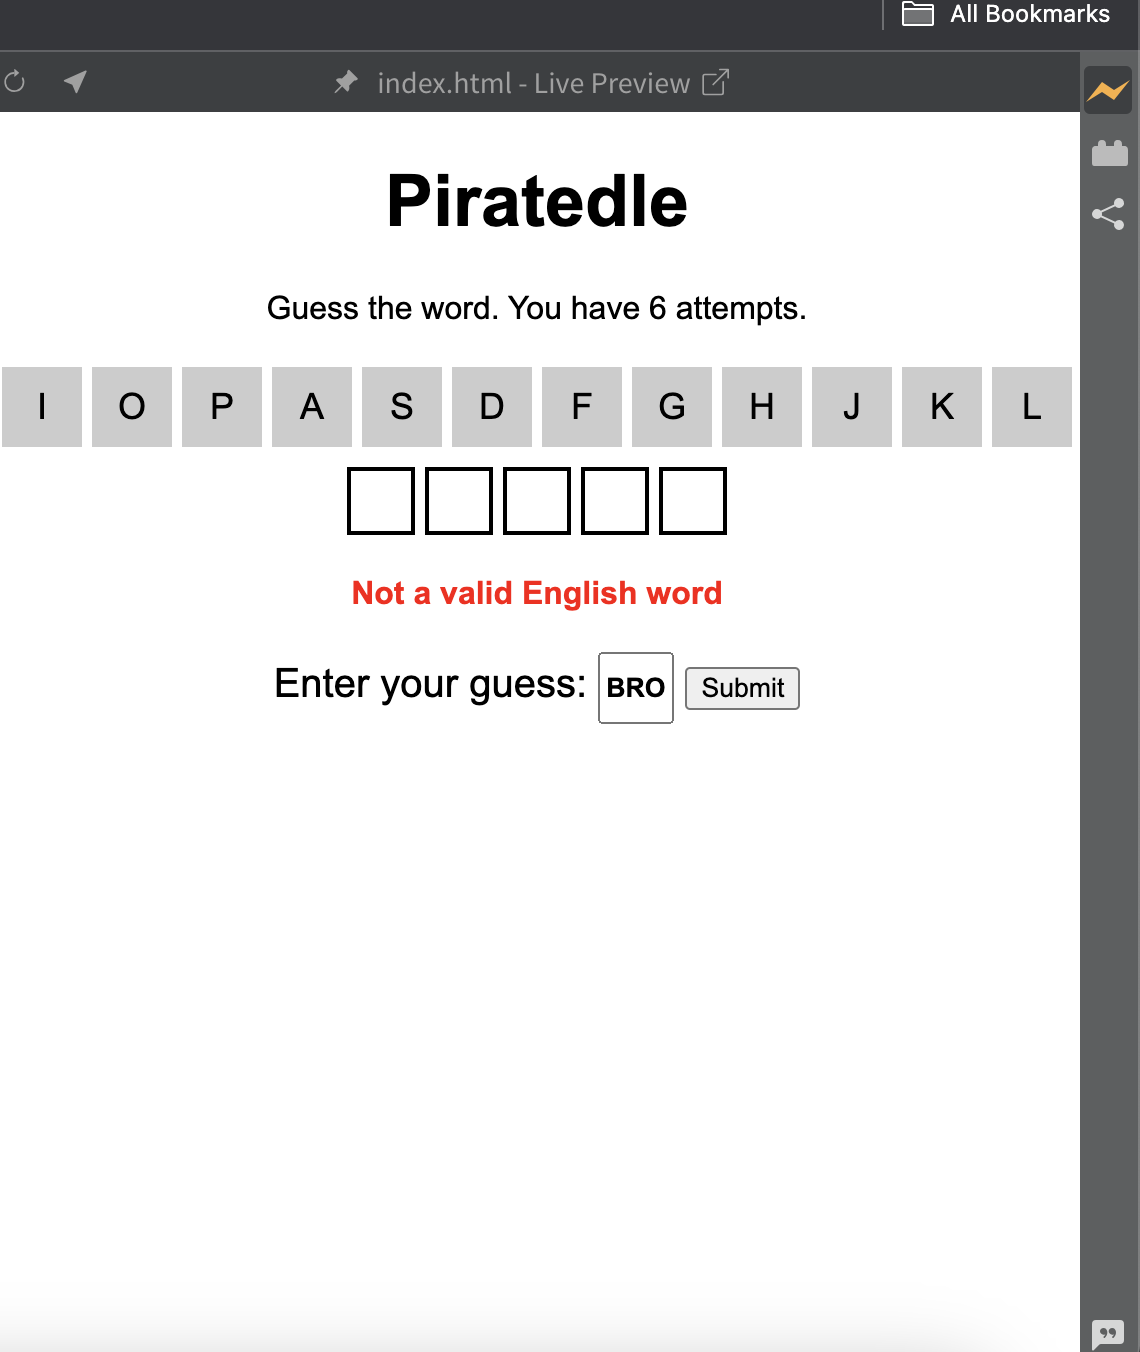 All Bookmarks
index.html - Live Preview
Piratedle
Guess the word. You have 6 attempts.
I O P A S D F G H J K L
Not a valid English word
Enter your guess: BRO Submit